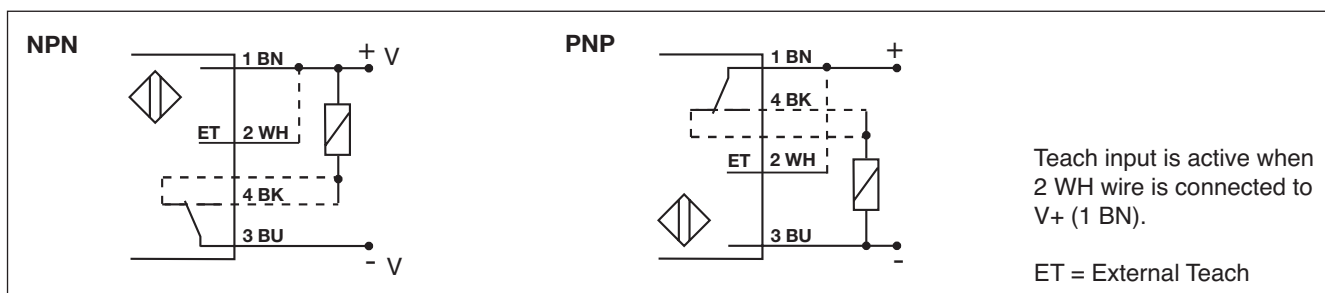 NPN
1 BN
+ V
ET 2 WH
4 BK
3 BU
- V
PNP
1 BN
+
4 BK
ET 2 WH
3 BU
-
Teach input is active when
2 WH wire is connected to
V+ (1 BN).
ET = External Teach